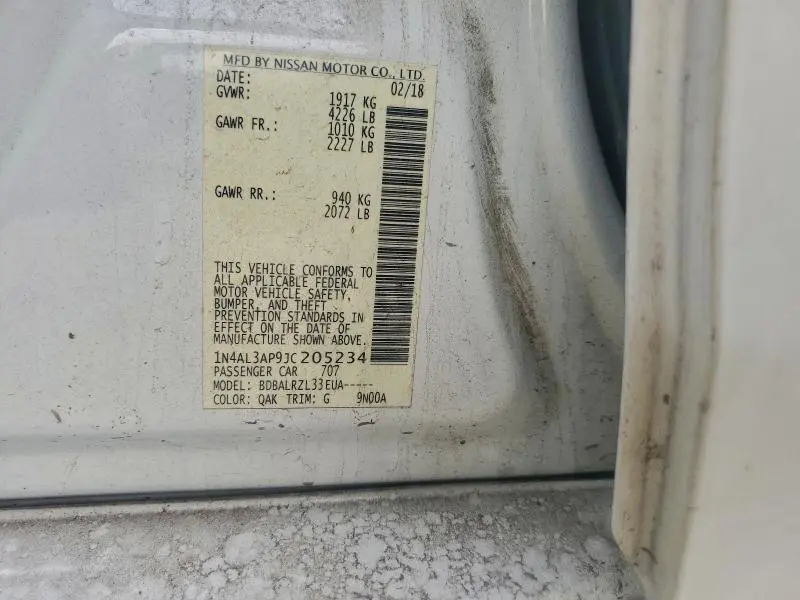 MFD BY NISSAN MOTOR CO., LTD.
DATE: 02/18
GVWR: 1917 KG
4226 LB
GAWR FR.: 1010 KG
2227 LB
GAWR RR.: 940 KG
2072 LB
THIS VEHICLE CONFORMS TO
ALL APPLICABLE FEDERAL
MOTOR VEHICLE SAFETY,
BUMPER, AND THEFT
PREVENTION STANDARDS IN
EFFECT ON THE DATE OF
MANUFACTURE SHOWN ABOVE.
1N4AL3AP9JC205234
PASSENGER CAR 707
MODEL: BDBALRZL33EUA-----
COLOR: QAK TRIM: G 9N00A